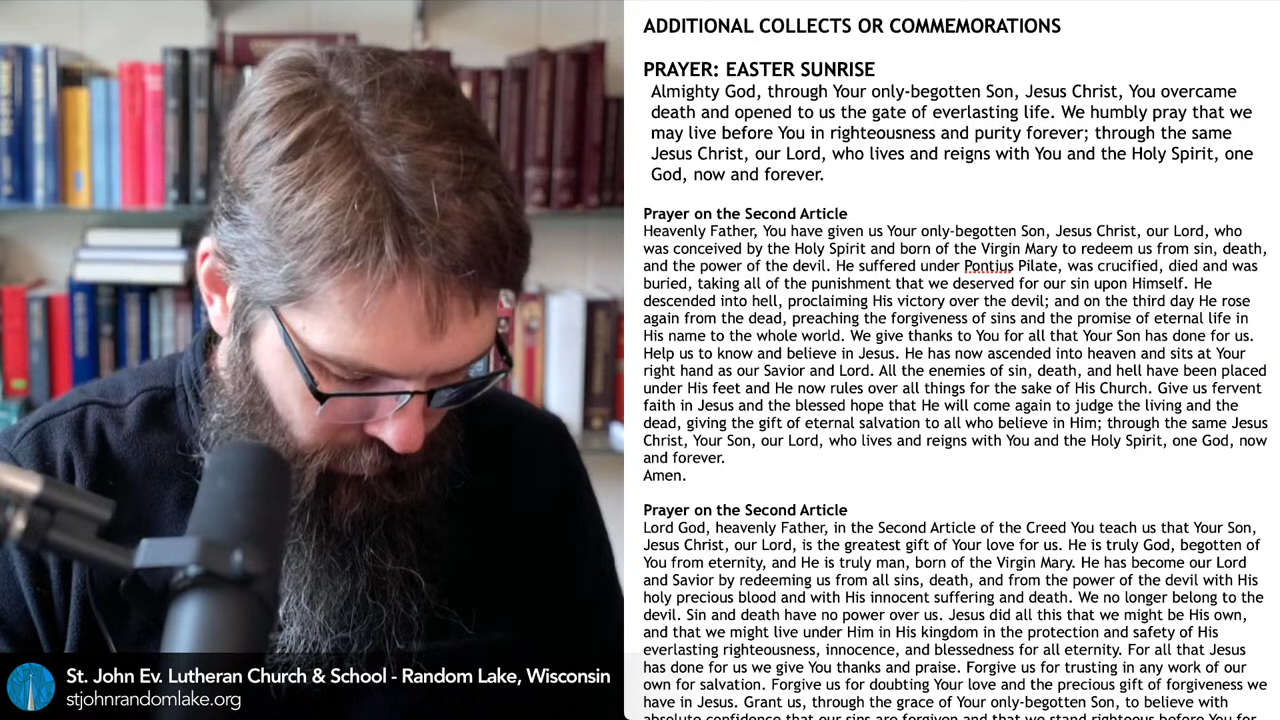 ADDITIONAL COLLECTS OR COMMEMORATIONS
PRAYER: EASTER SUNRISE
Almighty God, through Your only-begotten Son, Jesus Christ, You overcame
death and opened to us the gate of everlasting life. We humbly pray that we
may live before You in righteousness and purity forever; through the same
Jesus Christ, our Lord, who lives and reigns with You and the Holy Spirit, one
God, now and forever.
Prayer on the Second Article
Heavenly Father, You have given us Your only-begotten Son, Jesus Christ, our Lord, who
was conceived by the Holy Spirit and born of the Virgin Mary to redeem us from sin, death,
and the power of the devil. He suffered under Pontius Pilate, was crucified, died and was
buried, taking all of the punishment that we deserved for our sin upon Himself. He
descended into hell, proclaiming His victory over the devil; and on the third day He rose
again from the dead, preaching the forgiveness of sins and the promise of eternal life in
His name to the whole world. We give thanks to You for all that Your Son has done for us.
Help us to know and believe in Jesus. He has now ascended into heaven and sits at Your
right hand as our Savior and Lord. All the enemies of sin, death, and hell have been placed
under His feet and He now rules over all things for the sake of His Church. Give us fervent
faith in Jesus and the blessed hope that He will come again to judge the living and the
dead, giving the gift of eternal salvation to all who believe in Him; through the same Jesus
Christ, Your Son, our Lord, who lives and reigns with You and the Holy Spirit, one God, now
and forever.
Amen.
Prayer on the Second Article
Lord God, heavenly Father, in the Second Article of the Creed You teach us that Your Son,
Jesus Christ, our Lord, is the greatest gift of Your love for us. He is truly God, begotten of
You from eternity, and He is truly man, born of the Virgin Mary. He has become our Lord
and Savior by redeeming us from all sins, death, and from the power of the devil with His
holy precious blood and with His innocent suffering and death. We no longer belong to the
devil. Sin and death have no power over us. Jesus did all this that we might be His own,
and that we might live under Him in His kingdom in the protection and safety of His
everlasting righteousness, innocence, and blessedness for all eternity. For all that Jesus
has done for us we give You thanks and praise. Forgive us for trusting in any work of our
own for salvation. Forgive us for doubting Your love and the precious gift of forgiveness we
have in Jesus. Grant us, through the grace of Your only-begotten Son, to believe with
absolute confidence that our sins are forgiven and that we stand righteous before You for
St. John Ev. Lutheran Church & School - Random Lake, Wisconsin
stjohnrandomlake.org